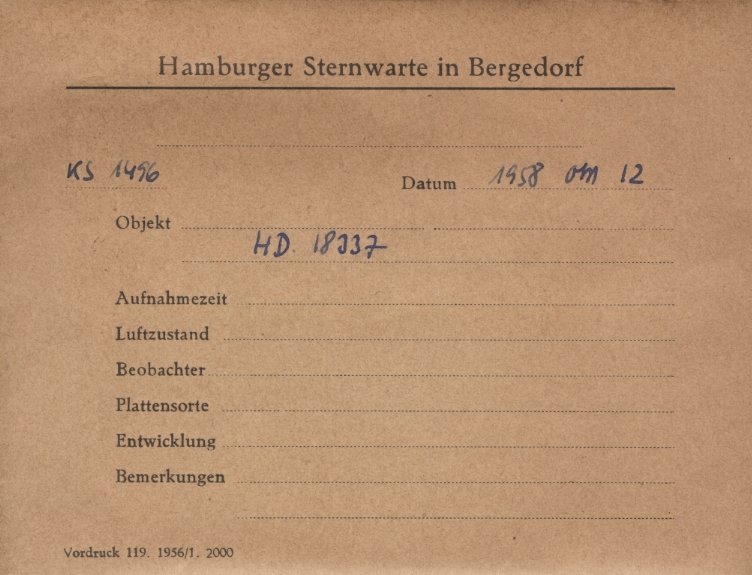 Hamburger Sternwarte in Bergedorf
KS 1496
Datum 1958 Okt 12
Objekt
HD 18337
Aufnahmezeit
Luftzustand
Beobachter
Plattensorte
Entwicklung
Bemerkungen
Vordruck 119. 1956/1. 2000